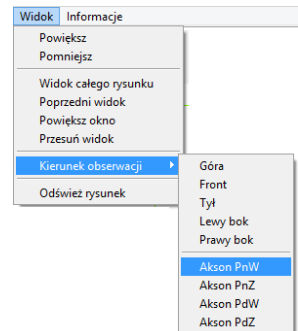 Widok Informacje
Powiększ
Pomniejsz
Widok całego rysunku
Poprzedni widok
Powiększ okno
Przesuń widok
Kierunek obserwacji
Odśwież rysunek
Góra
Front
Tył
Lewy bok
Prawy bok
Akson PnW
Akson PnZ
Akson PdW
Akson PdZ